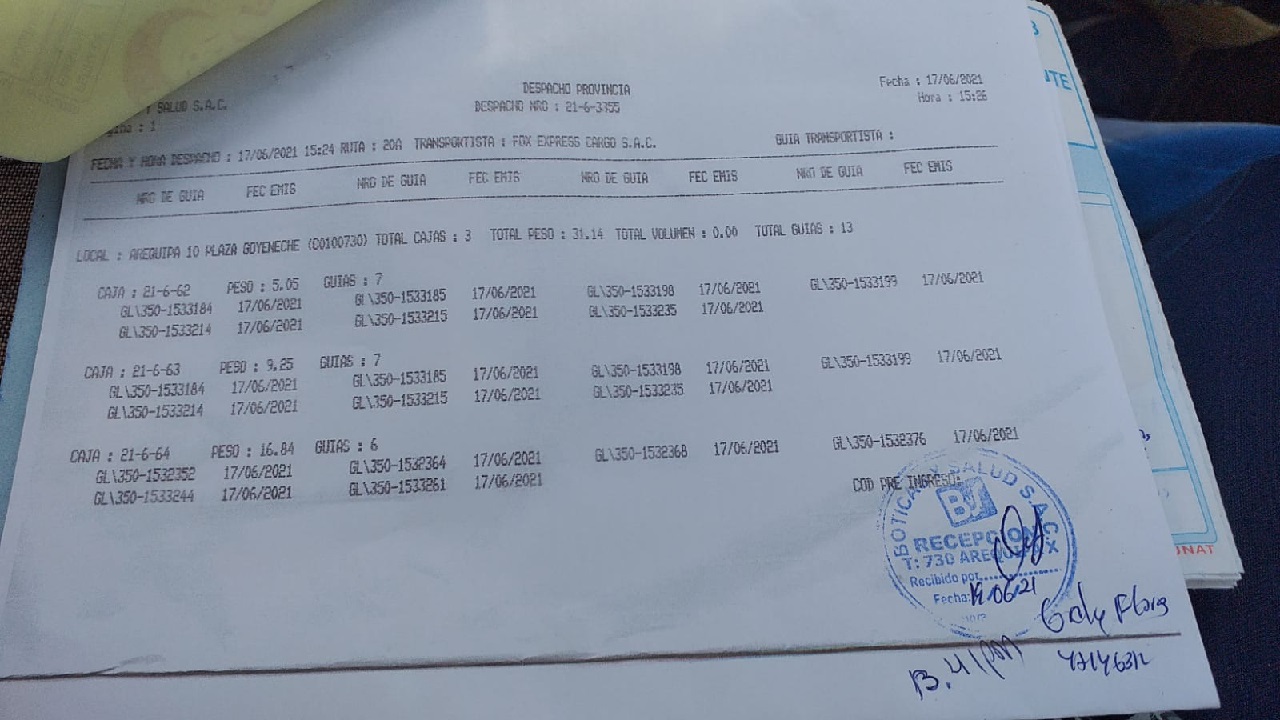 SALUD S.A.C.
DESPACHO PROVINCIA
DESPACHO NRO : 21-6-3755
Fecha : 17/06/2021
Hora : 15:26
: 1
FECHA Y HORA DESPACHO : 17/06/2021 15:24 RUTA : 20A TRANSPORTISTA : FOX EXPRESS CARGO S.A.C. GUIA TRANSPORTISTA :
NRO DE GUIA FEC EMIS NRO DE GUIA FEC EMIS NRO DE GUIA FEC EMIS NRO DE GUIA FEC EMIS
LOCAL : AREQUIPA 10 PLAZA GOYENECHE (00100730) TOTAL CAJAS : 3 TOTAL PESO : 31.14 TOTAL VOLUMEN : 0.00 TOTAL GUIAS : 13
CAJA : 21-6-62 PESO : 5.05 GUIAS : 7
GL\350-1533184 17/06/2021 GL\350-1533185 17/06/2021 GL\350-1533198 17/06/2021 GL\350-1533199 17/06/2021
GL\350-1533214 17/06/2021 GL\350-1533215 17/06/2021 GL\350-1533235 17/06/2021
CAJA : 21-6-63 PESO : 9.25 GUIAS : 7
GL\350-1533184 17/06/2021 GL\350-1533185 17/06/2021 GL\350-1533198 17/06/2021 GL\350-1533199 17/06/2021
GL\350-1533214 17/06/2021 GL\350-1533215 17/06/2021 GL\350-1533235 17/06/2021
CAJA : 21-6-64 PESO : 16.84 GUIAS : 6
GL\350-1532352 17/06/2021 GL\350-1532364 17/06/2021 GL\350-1532368 17/06/2021 GL\350-1532376 17/06/2021
GL\350-1533244 17/06/2021 GL\350-1533261 17/06/2021
COD PRE INGRESO:
SALUD S.A.C.
RECEPCION
T: 730
Recibido por
Fecha: 19-06-21